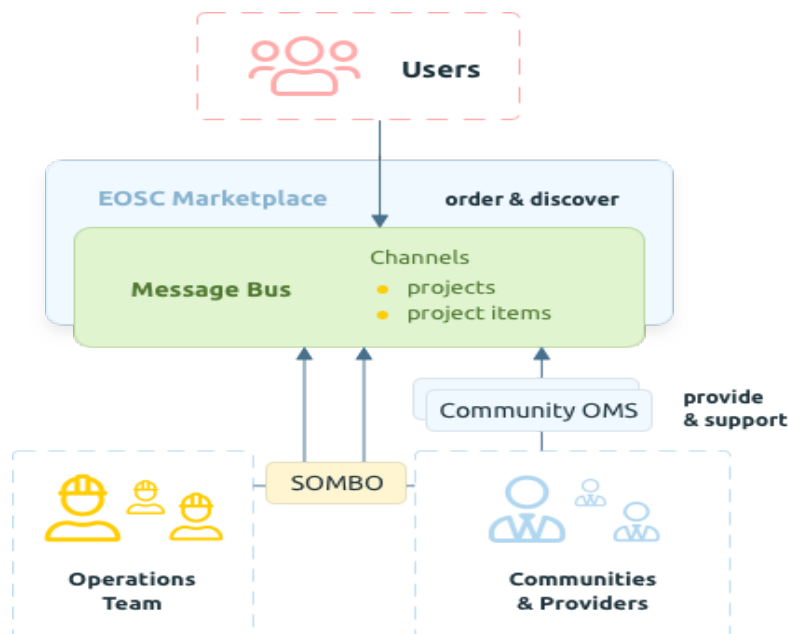 Users
EOSC Marketplace
order & discover
Message Bus
Channels
projects
project items
Community OMS
provide
& support
SOMBO
Operations
Team
Communities
& Providers